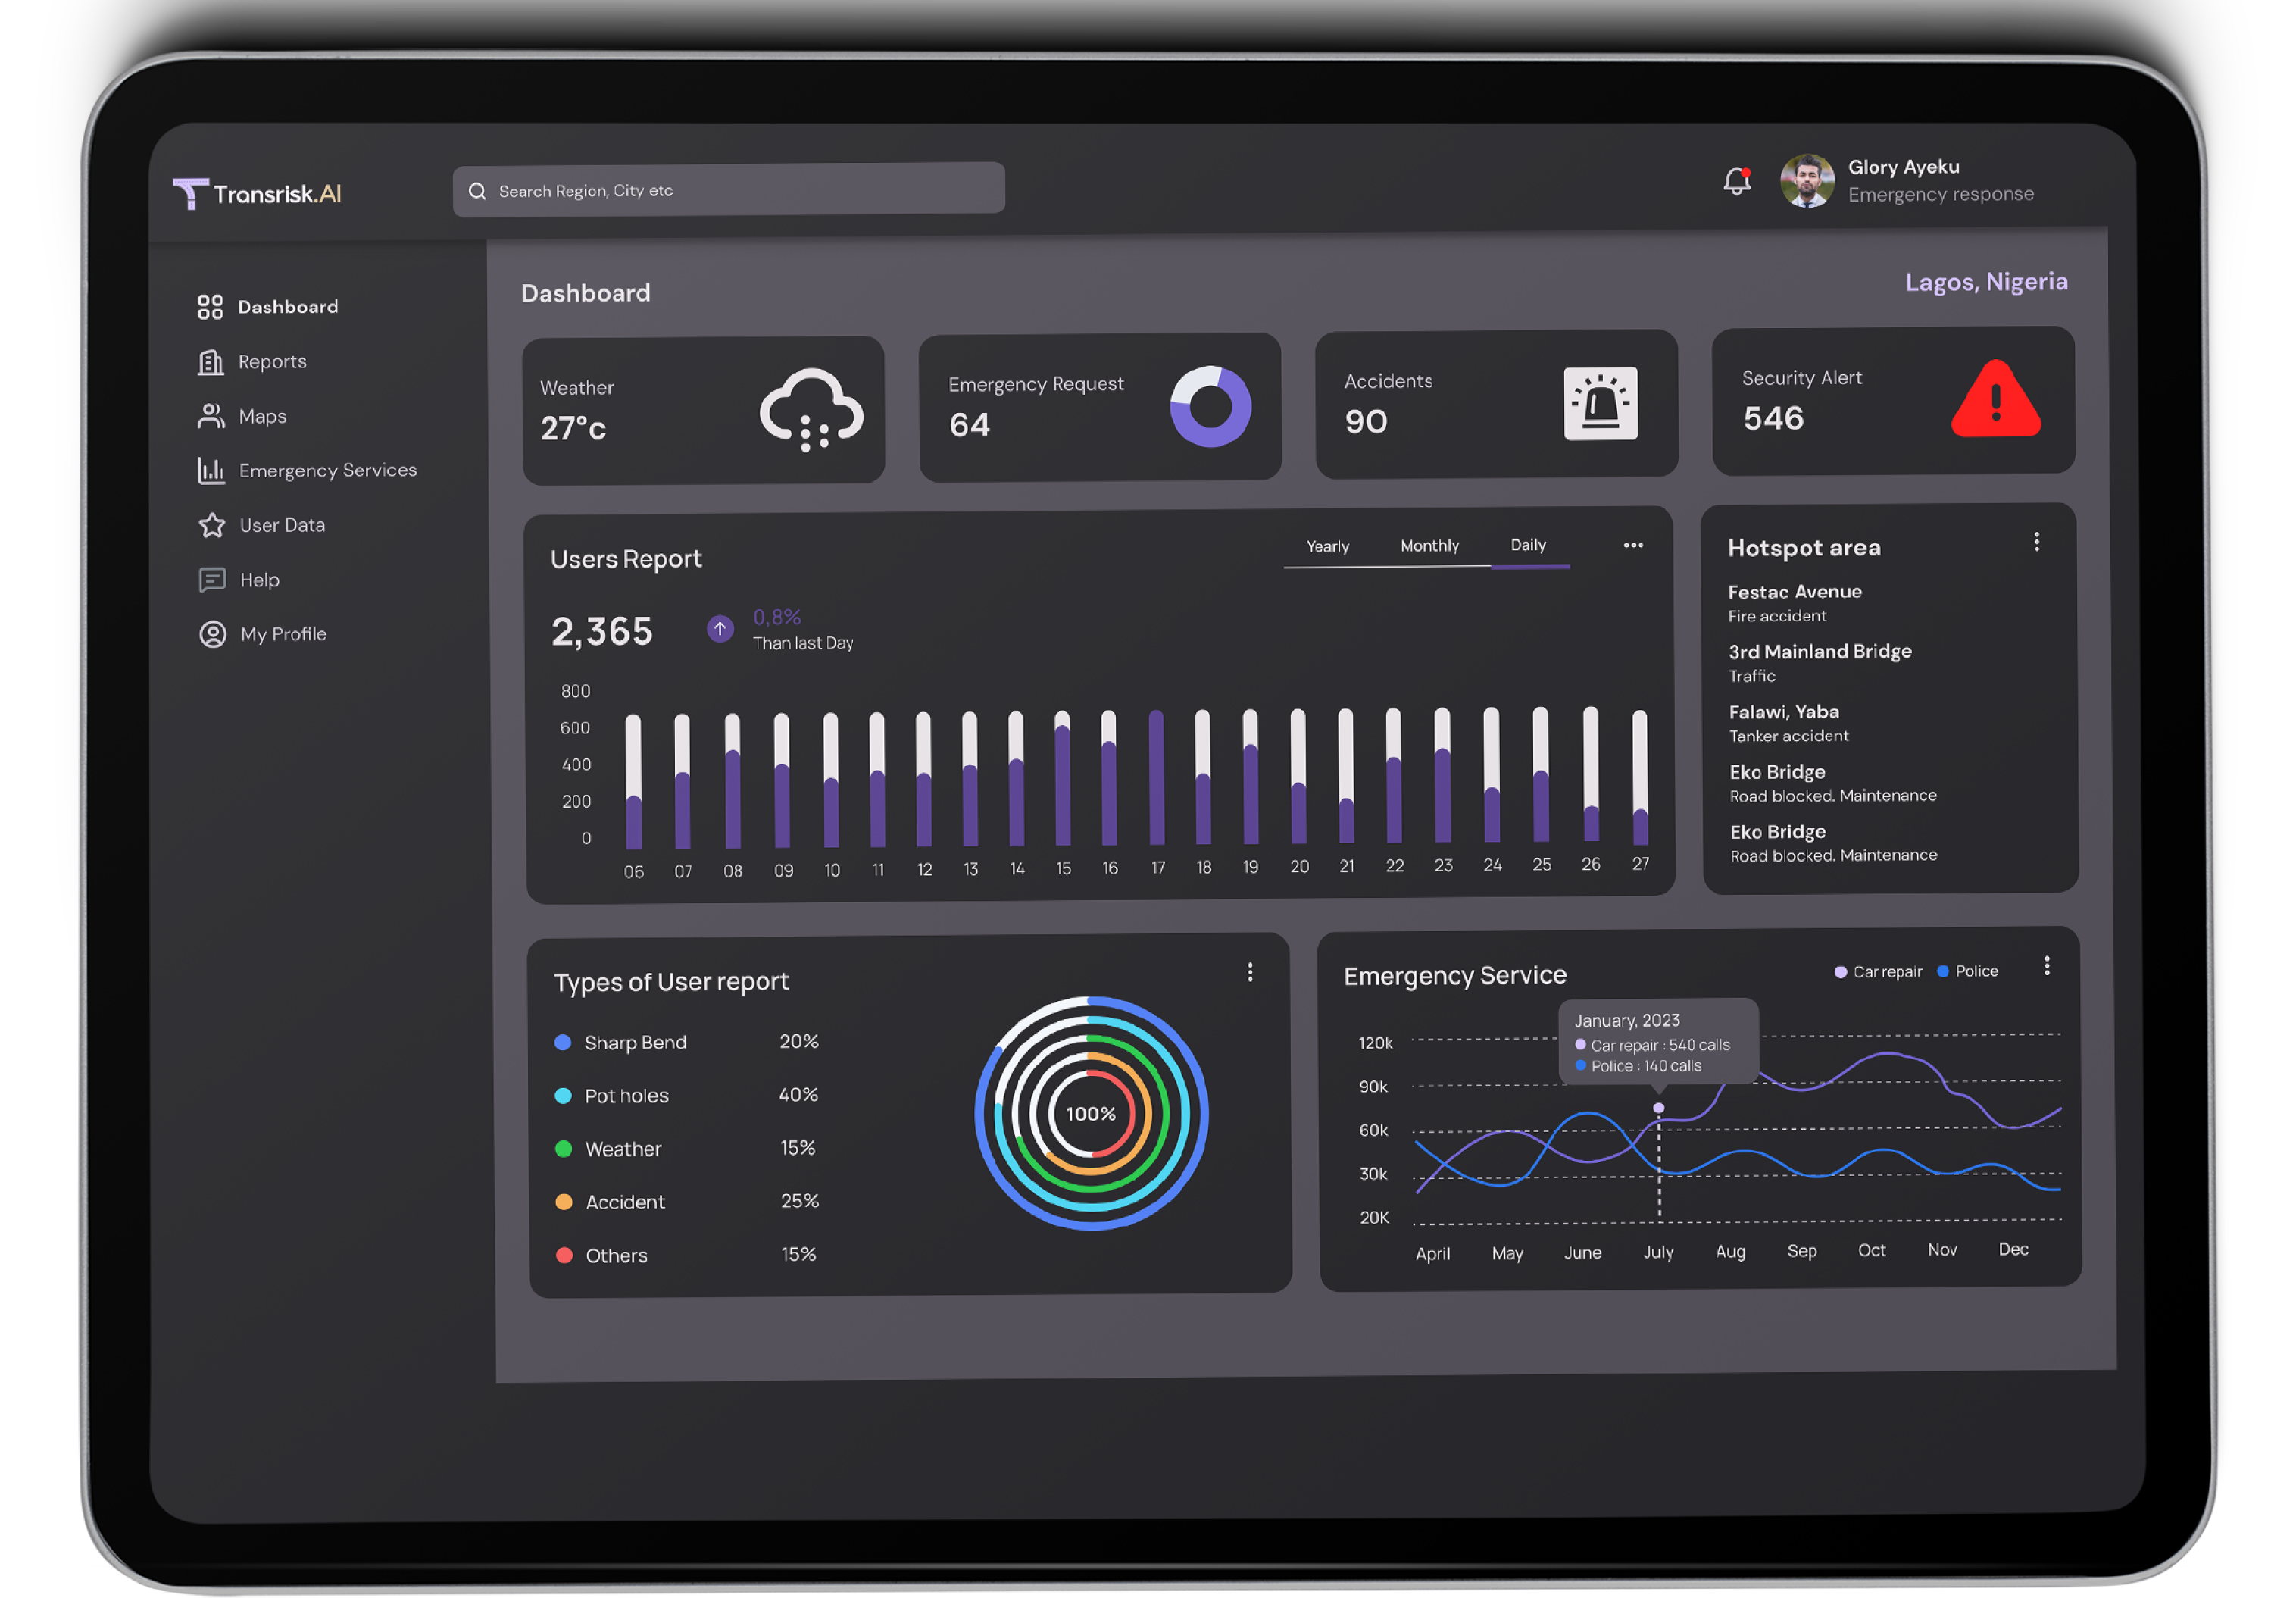 Transrisk.AI
Search Region, City etc
Glory Ayeku
Emergency response
Dashboard
Reports
Maps
Emergency Services
User Data
Help
My Profile
Dashboard
Lagos, Nigeria
Weather
27°c
Emergency Request
64
Accidents
90
Security Alert
546
Users Report
Yearly Monthly Daily
2,365
0,8%
Than last Day
800
600
400
200
0
06 07 08 09 10 11 12 13 14 15 16 17 18 19 20 21 22 23 24 25 26 27
Hotspot area
Festac Avenue
Fire accident
3rd Mainland Bridge
Traffic
Falawi, Yaba
Tanker accident
Eko Bridge
Road blocked. Maintenance
Eko Bridge
Road blocked. Maintenance
Types of User report
Sharp Bend 20%
Pot holes 40%
Weather 15%
Accident 25%
Others 15%
100%
Emergency Service
Car repair Police
January, 2023
Car repair : 540 calls
Police : 140 calls
120k
90k
60k
30k
20K
April May June July Aug Sep Oct Nov Dec